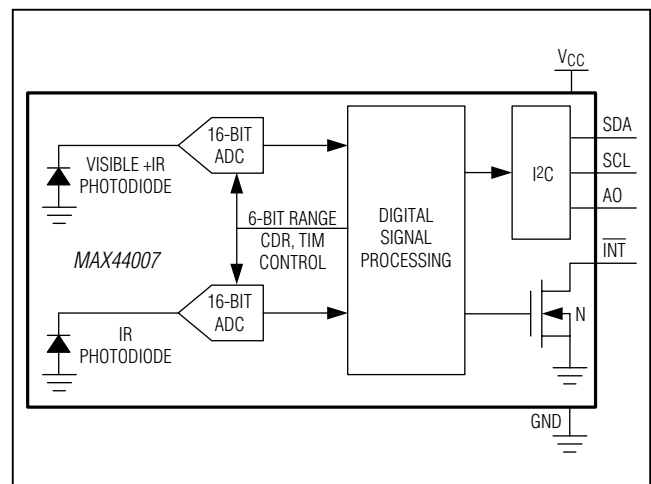 VCC
16-BIT
ADC
VISIBLE +IR
PHOTODIODE
6-BIT RANGE
CDR, TIM
CONTROL
MAX44007
16-BIT
ADC
IR
PHOTODIODE
DIGITAL
SIGNAL
PROCESSING
I2C
SDA
SCL
A0
INT
N
GND